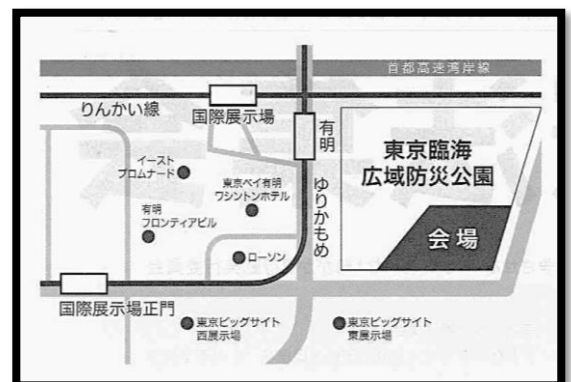 首都高速湾岸線
りんかい線
国際展示場
有明
東京臨海
広域防災公園
イースト
プロムナード
東京ベイ有明
ワシントンホテル
ゆりかもめ
有明
フロンティアビル
会場
ローソン
国際展示場正門
東京ビッグサイト
西展示場
東京ビッグサイト
東展示場